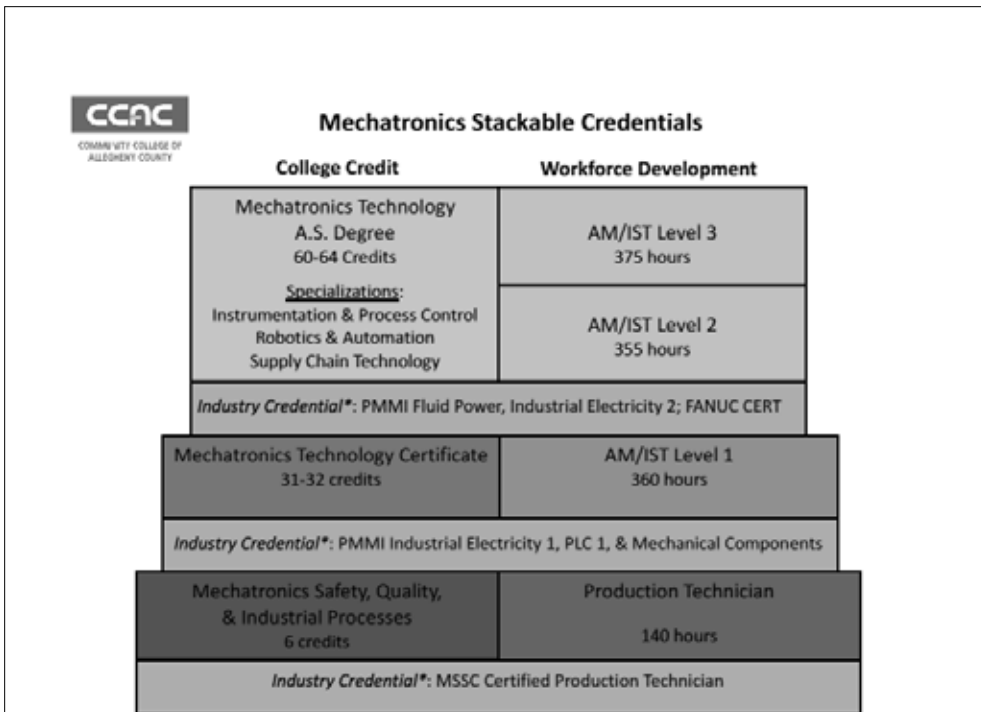 CCAC
COMMUNITY COLLEGE OF
ALLEGHENY COUNTY
Mechatronics Stackable Credentials
College Credit
Workforce Development
Mechatronics Technology
A.S. Degree
60-64 Credits
Specializations:
Instrumentation & Process Control
Robotics & Automation
Supply Chain Technology
AM/IST Level 3
375 hours
AM/IST Level 2
355 hours
Industry Credential*: PMMI Fluid Power, Industrial Electricity 2; FANUC CERT
Mechatronics Technology Certificate
31-32 credits
AM/IST Level 1
360 hours
Industry Credential*: PMMI Industrial Electricity 1, PLC 1, & Mechanical Components
Mechatronics Safety, Quality,
& Industrial Processes
6 credits
Production Technician
140 hours
Industry Credential*: MSSC Certified Production Technician